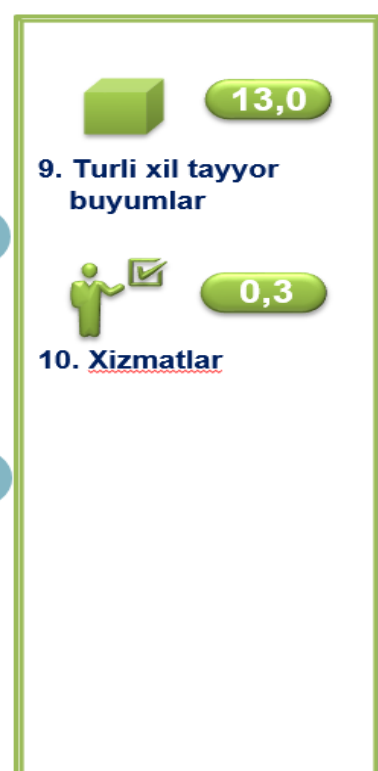 13,0
9. Turli xil tayyor
buyumlar
0,3
10. Xizmatlar